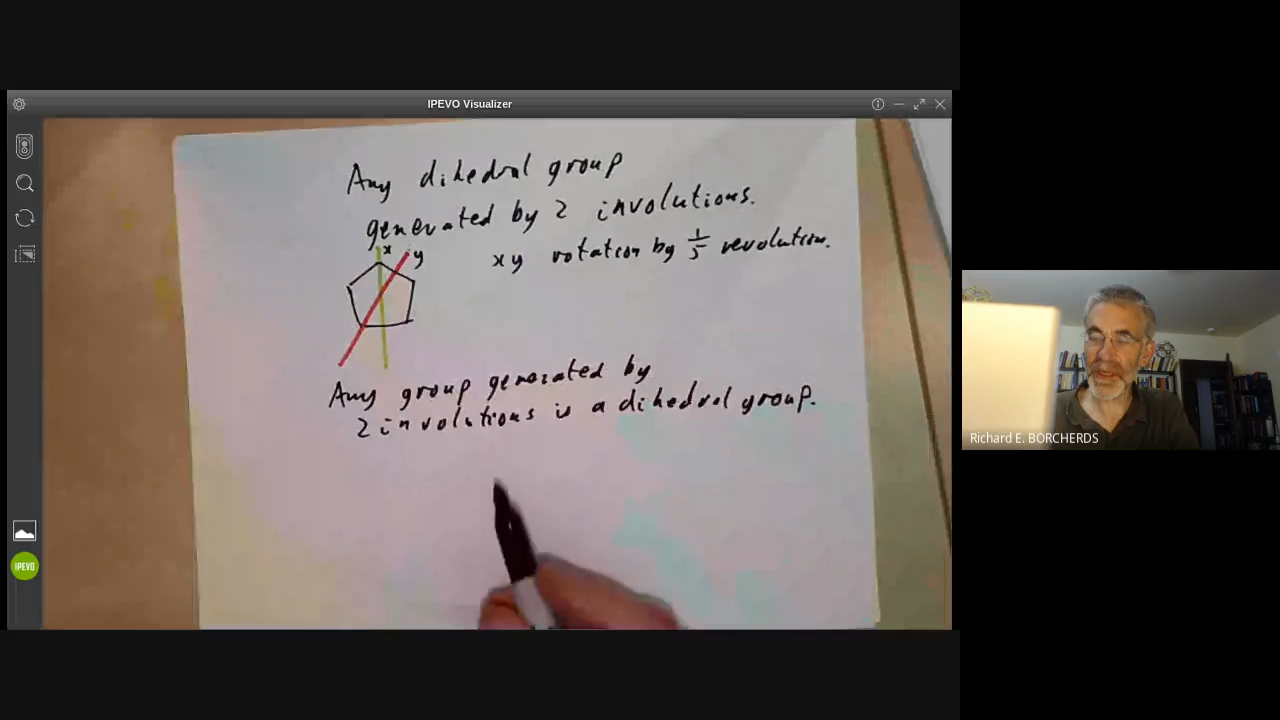 IPEVO Visualizer
Any dihedral group
generated by 2 involutions.
x y
xy rotation by 1/5 revolution.
Any group generated by
2 involutions is a dihedral group.
IPEVO
Richard E. BORCHERDS